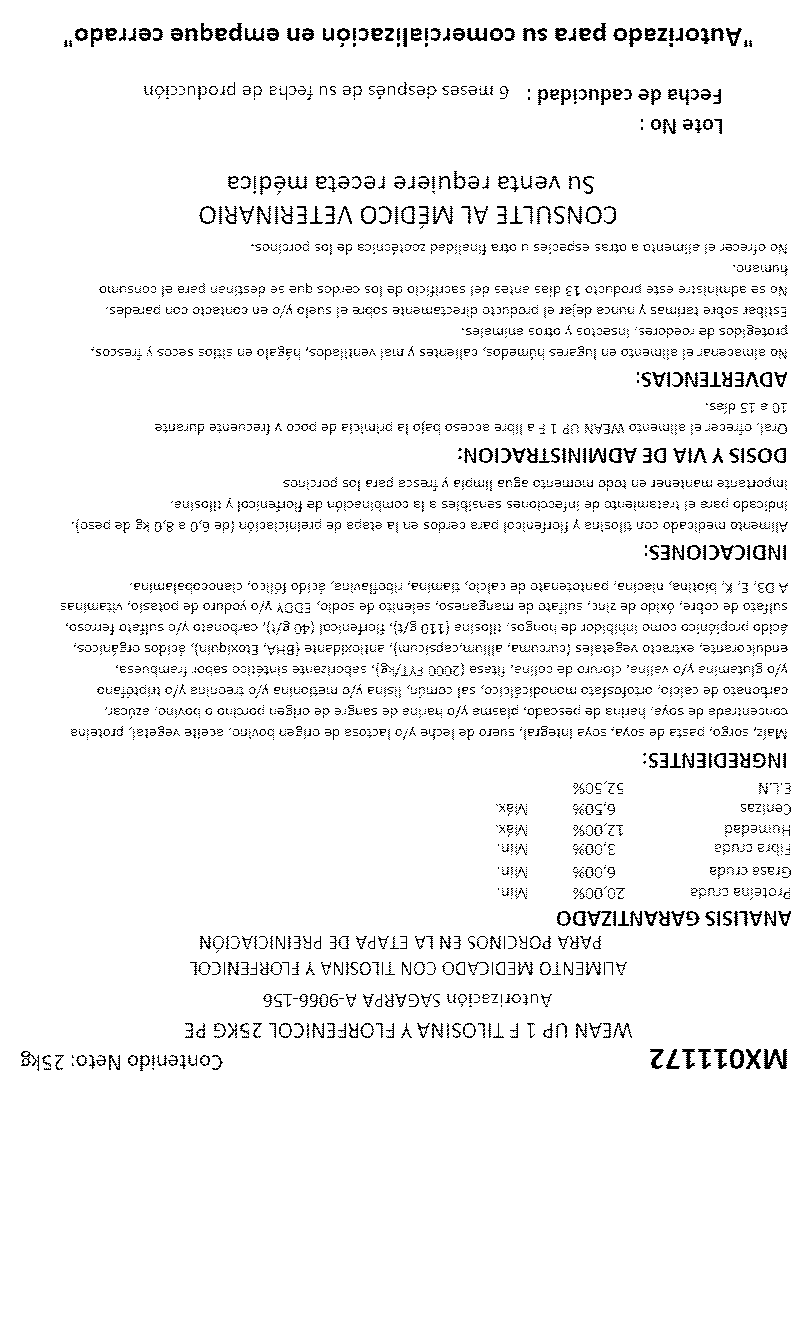 MX011172 Contenido Neto: 25kg
WEAN UP 1 F TILOSINA Y FLORFENICOL 25KG PE
Autorización SAGARPA A-9066-156
ALIMENTO MEDICADO CON TILOSINA Y FLORFENICOL
PARA PORCINOS EN LA ETAPA DE PREINICIACIÓN
ANALISIS GARANTIZADO
Proteína cruda 20,00% Min.
Grasa cruda 6,00% Min.
Fibra cruda 3,00% Min.
Humedad 12,00% Máx.
Cenizas 6,50% Máx.
E.L.N 52,50%
INGREDIENTES:
Maíz, sorgo, pasta de soya, soya integral, suero de leche y/o lactosa de origen bovino, aceite vegetal, proteína
concentrada de soya, harina de pescado, plasma y/o harina de sangre de origen porcino o bovino, azúcar,
carbonato de calcio, ortofosfato monodicálcico, sal común, lisina y/o metionina y/o treonina y/o triptófano
y/o glutamina y/o valina, cloruro de colina, fitasa (2000 FYT/kg), saborizante sintético sabor frambuesa,
endulcorante, extracto vegetales (curcuma, allium,capsicum), antioxidante (BHA, Etoxiquin), ácidos orgánicos,
ácido propiónico como inhibidor de hongos, tilosina (110 g/t), florfenical (40 g/t), carbonato y/o sulfato ferroso,
sulfato de cobre, óxido de zinc, sulfato de manganeso, selenito de sodio, EDDY y/o yoduro de potasio, vitaminas
A D3, E, K, biotina, niacina, pantotenato de calcio, tiamina, riboflavina, ácido fólico, cianocobalamina.
INDICACIONES:
Alimento medicado con tilosina y florfenicol para cerdos en la etapa de preiniciación (de 6,0 a 8,0 kg de peso).
indicado para el tratamiento de infecciones sensibles a la combinación de florfenicol y tilosina.
Importante mantener en todo momento agua limpia y fresca para los porcinos
DOSIS Y VIA DE ADMINISTRACION:
Oral, ofrecer el alimento WEAN UP 1 F a libre acceso bajo la primicia de poco y frecuente durante
10 a 15 días.
ADVERTENCIAS:
No almacenar el alimento en lugares húmedos, calientes y mal ventilados, hágalo en sitios secos y frescos,
protegidos de roedores, insectos y otros animales.
Estibar sobre tarimas y nunca dejar el producto directamente sobre el suelo y/o en contacto con paredes.
No se administre este producto 13 días antes del sacrificio de los cerdos que se destinan para el consumo
humano.
No ofrecer el alimento a otras especies u otra finalidad zootécnica de los porcinos.
CONSULTE AL MÉDICO VETERINARIO
Su venta requiere receta médica
Lote No :
Fecha de caducidad : 6 meses después de su fecha de producción
"Autorizado para su comercialización en empaque cerrado"